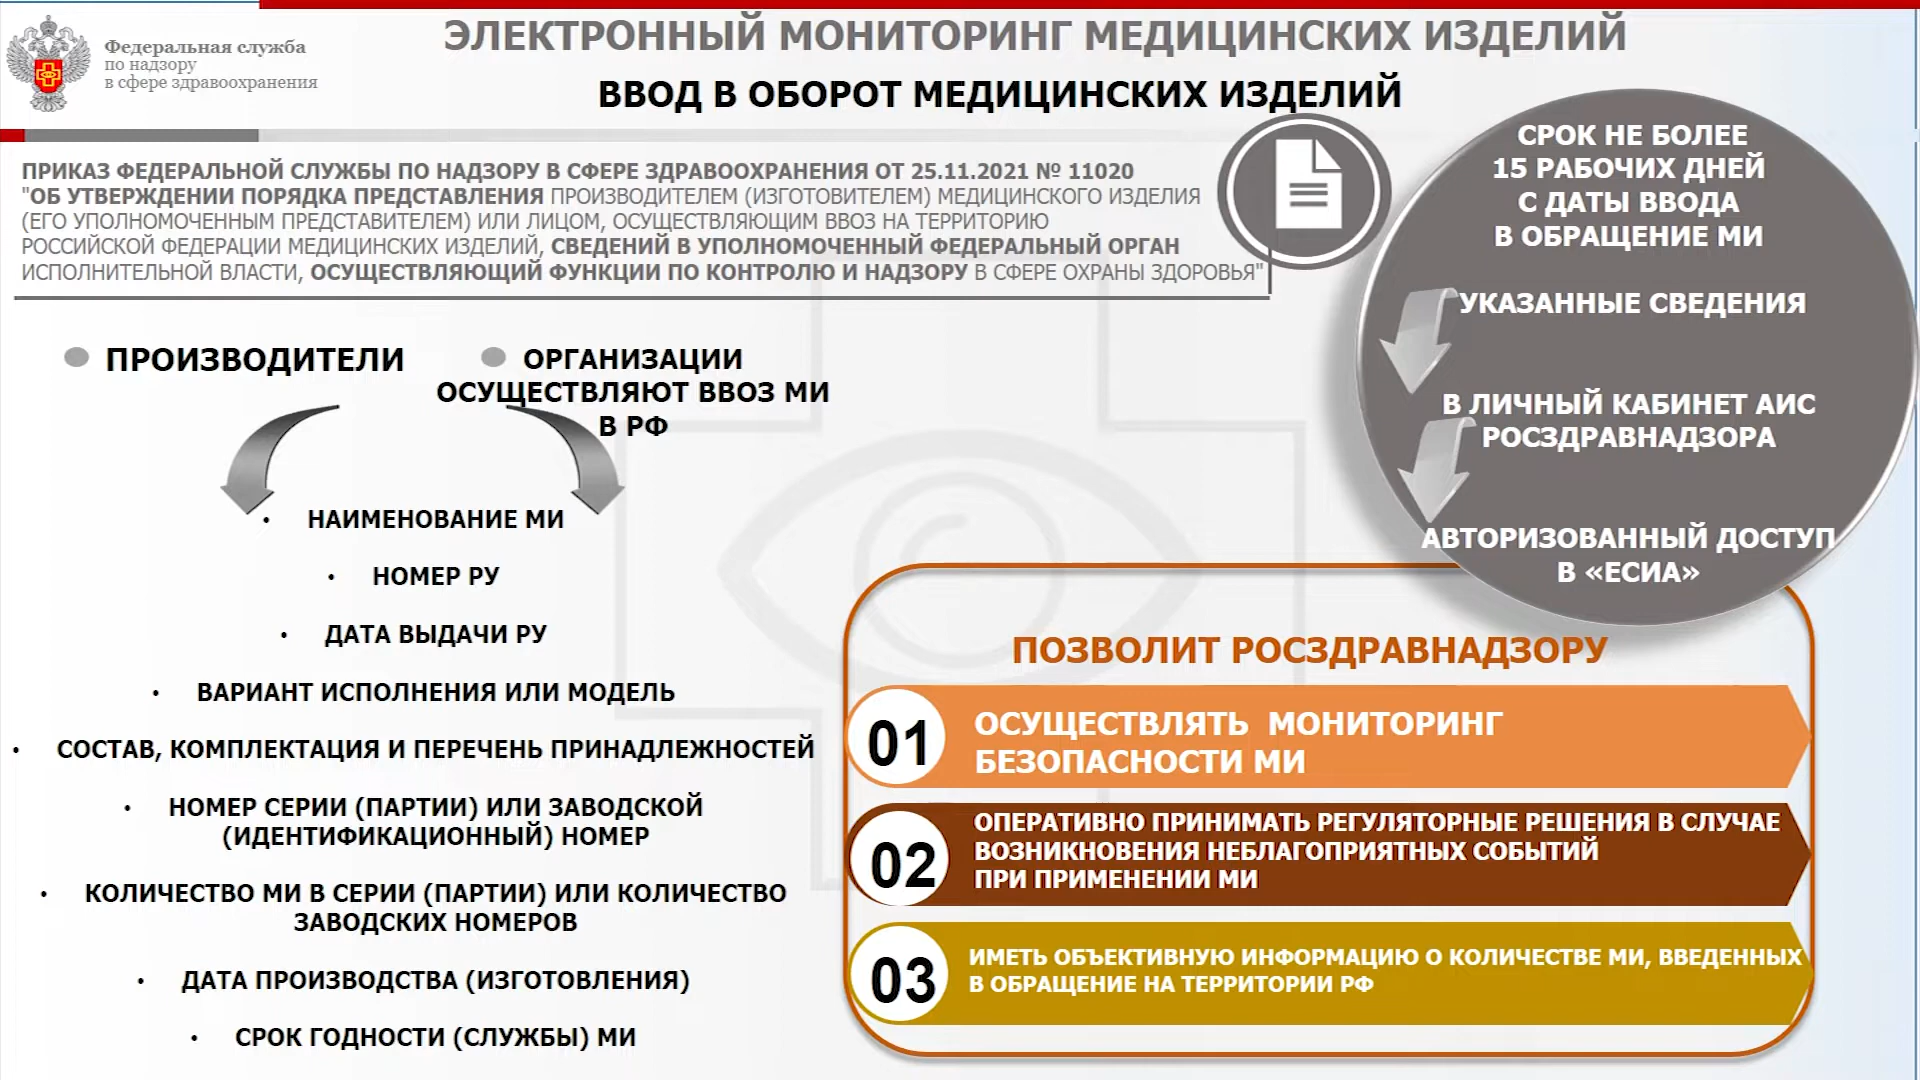 Федеральная служба
по надзору
в сфере здравоохранения
ЭЛЕКТРОННЫЙ МОНИТОРИНГ МЕДИЦИНСКИХ ИЗДЕЛИЙ
ВВОД В ОБОРОТ МЕДИЦИНСКИХ ИЗДЕЛИЙ
ПРИКАЗ ФЕДЕРАЛЬНОЙ СЛУЖБЫ ПО НАДЗОРУ В СФЕРЕ ЗДРАВООХРАНЕНИЯ ОТ 25.11.2021 № 11020
"ОБ УТВЕРЖДЕНИИ ПОРЯДКА ПРЕДСТАВЛЕНИЯ ПРОИЗВОДИТЕЛЕМ (ИЗГОТОВИТЕЛЕМ) МЕДИЦИНСКОГО ИЗДЕЛИЯ
(ЕГО УПОЛНОМОЧЕННЫМ ПРЕДСТАВИТЕЛЕМ) ИЛИ ЛИЦОМ, ОСУЩЕСТВЛЯЮЩИМ ВВОЗ НА ТЕРРИТОРИЮ
РОССИЙСКОЙ ФЕДЕРАЦИИ МЕДИЦИНСКИХ ИЗДЕЛИЙ, СВЕДЕНИЙ В УПОЛНОМОЧЕННЫЙ ФЕДЕРАЛЬНЫЙ ОРГАН
ИСПОЛНИТЕЛЬНОЙ ВЛАСТИ, ОСУЩЕСТВЛЯЮЩИЙ ФУНКЦИИ ПО КОНТРОЛЮ И НАДЗОРУ В СФЕРЕ ОХРАНЫ ЗДОРОВЬЯ"
СРОК НЕ БОЛЕЕ
15 РАБОЧИХ ДНЕЙ
С ДАТЫ ВВОДА
В ОБРАЩЕНИЕ МИ
УКАЗАННЫЕ СВЕДЕНИЯ
В ЛИЧНЫЙ КАБИНЕТ АИС
РОСЗДРАВНАДЗОРА
АВТОРИЗОВАННЫЙ ДОСТУП
В «ЕСИА»
ПРОИЗВОДИТЕЛИ
ОРГАНИЗАЦИИ
ОСУЩЕСТВЛЯЮТ ВВОЗ МИ
В РФ
• НАИМЕНОВАНИЕ МИ
• НОМЕР РУ
• ДАТА ВЫДАЧИ РУ
• ВАРИАНТ ИСПОЛНЕНИЯ ИЛИ МОДЕЛЬ
• СОСТАВ, КОМПЛЕКТАЦИЯ И ПЕРЕЧЕНЬ ПРИНАДЛЕЖНОСТЕЙ
• НОМЕР СЕРИИ (ПАРТИИ) ИЛИ ЗАВОДСКОЙ
(ИДЕНТИФИКАЦИОННЫЙ) НОМЕР
• КОЛИЧЕСТВО МИ В СЕРИИ (ПАРТИИ) ИЛИ КОЛИЧЕСТВО
ЗАВОДСКИХ НОМЕРОВ
• ДАТА ПРОИЗВОДСТВА (ИЗГОТОВЛЕНИЯ)
• СРОК ГОДНОСТИ (СЛУЖБЫ) МИ
ПОЗВОЛИТ РОСЗДРАВНАДЗОРУ
01
ОСУЩЕСТВЛЯТЬ МОНИТОРИНГ
БЕЗОПАСНОСТИ МИ
02
ОПЕРАТИВНО ПРИНИМАТЬ РЕГУЛЯТОРНЫЕ РЕШЕНИЯ В СЛУЧАЕ
ВОЗНИКНОВЕНИЯ НЕБЛАГОПРИЯТНЫХ СОБЫТИЙ
ПРИ ПРИМЕНЕНИИ МИ
03
ИМЕТЬ ОБЪЕКТИВНУЮ ИНФОРМАЦИЮ О КОЛИЧЕСТВЕ МИ, ВВЕДЕННЫХ
В ОБРАЩЕНИЕ НА ТЕРРИТОРИИ РФ